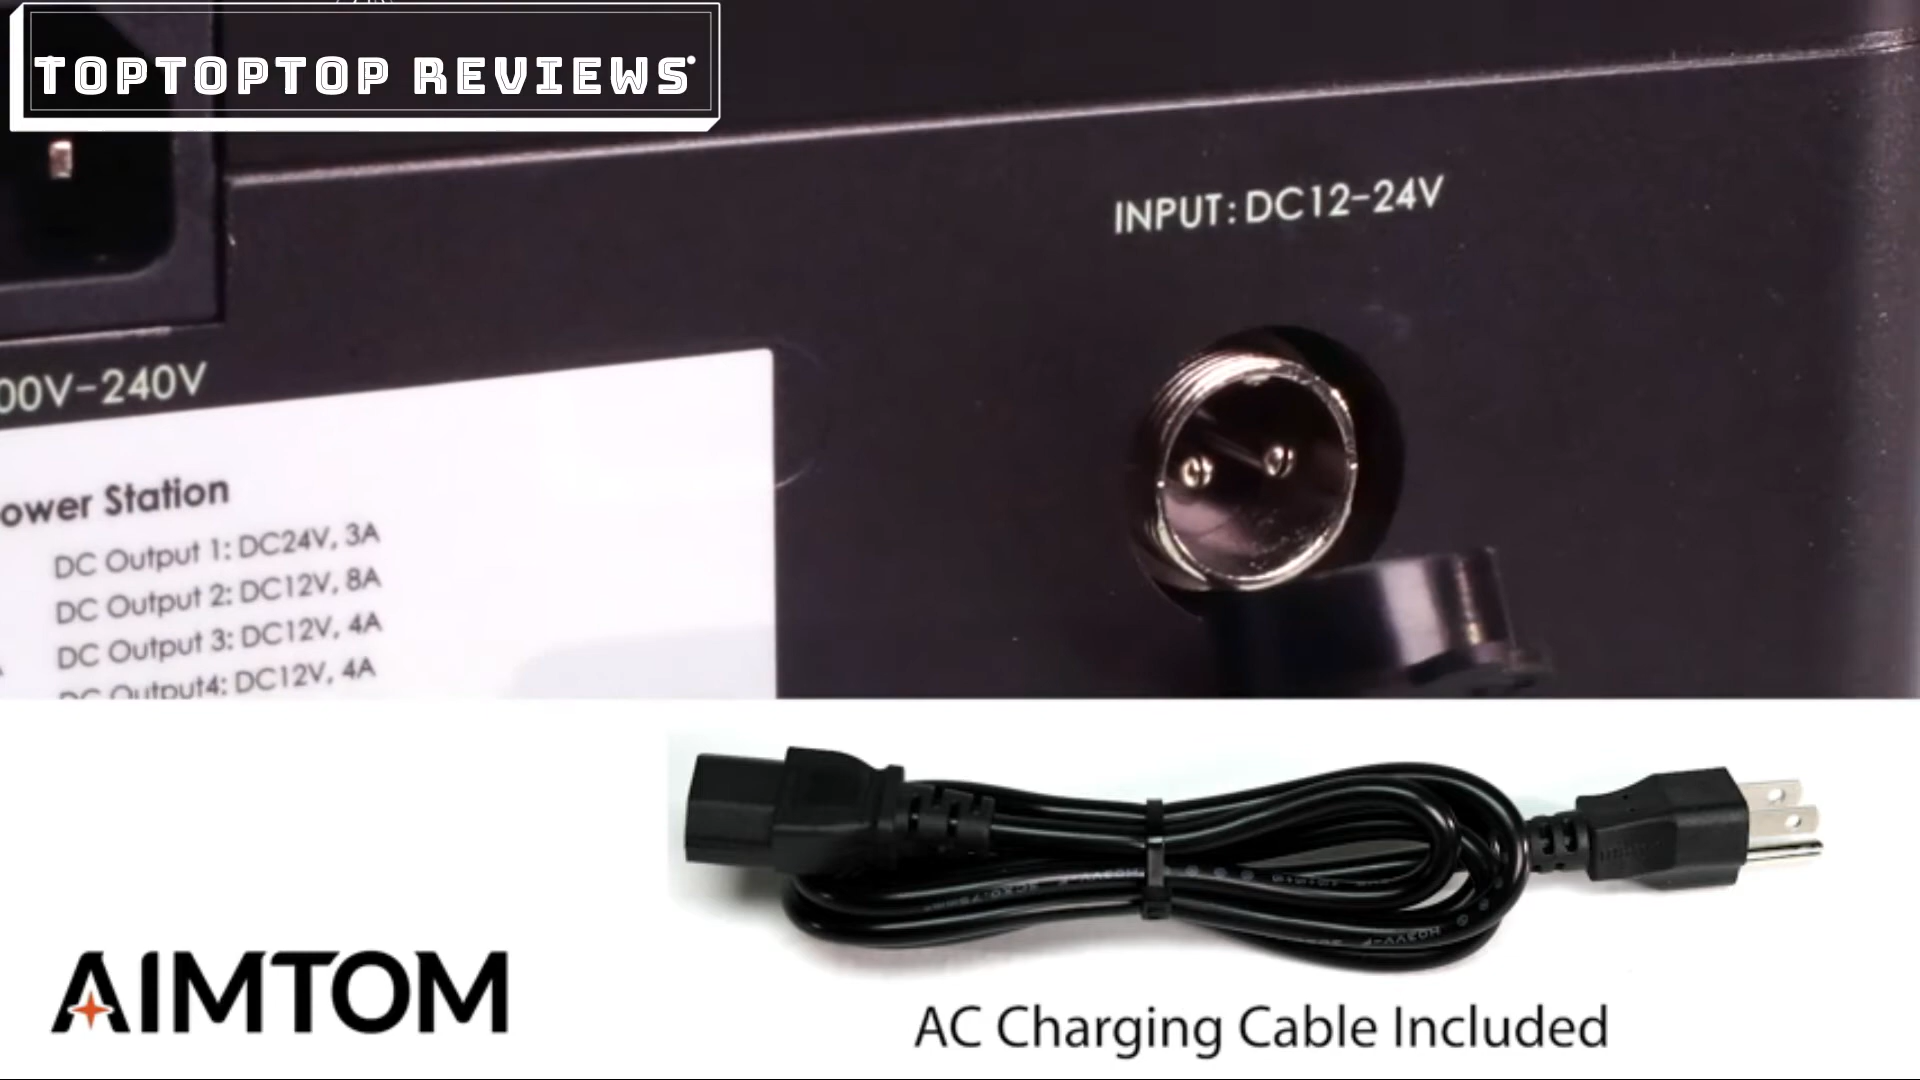 TOPTOPTOP REVIEWS
INPUT: DC12-24V
00V-240V
ower Station
DC Output 1: DC24V, 3A
DC Output 2: DC12V, 8A
DC Output 3: DC12V, 4A
DC Output4: DC12V, 4A
H03VV-F
AIMTOM
AC Charging Cable Included